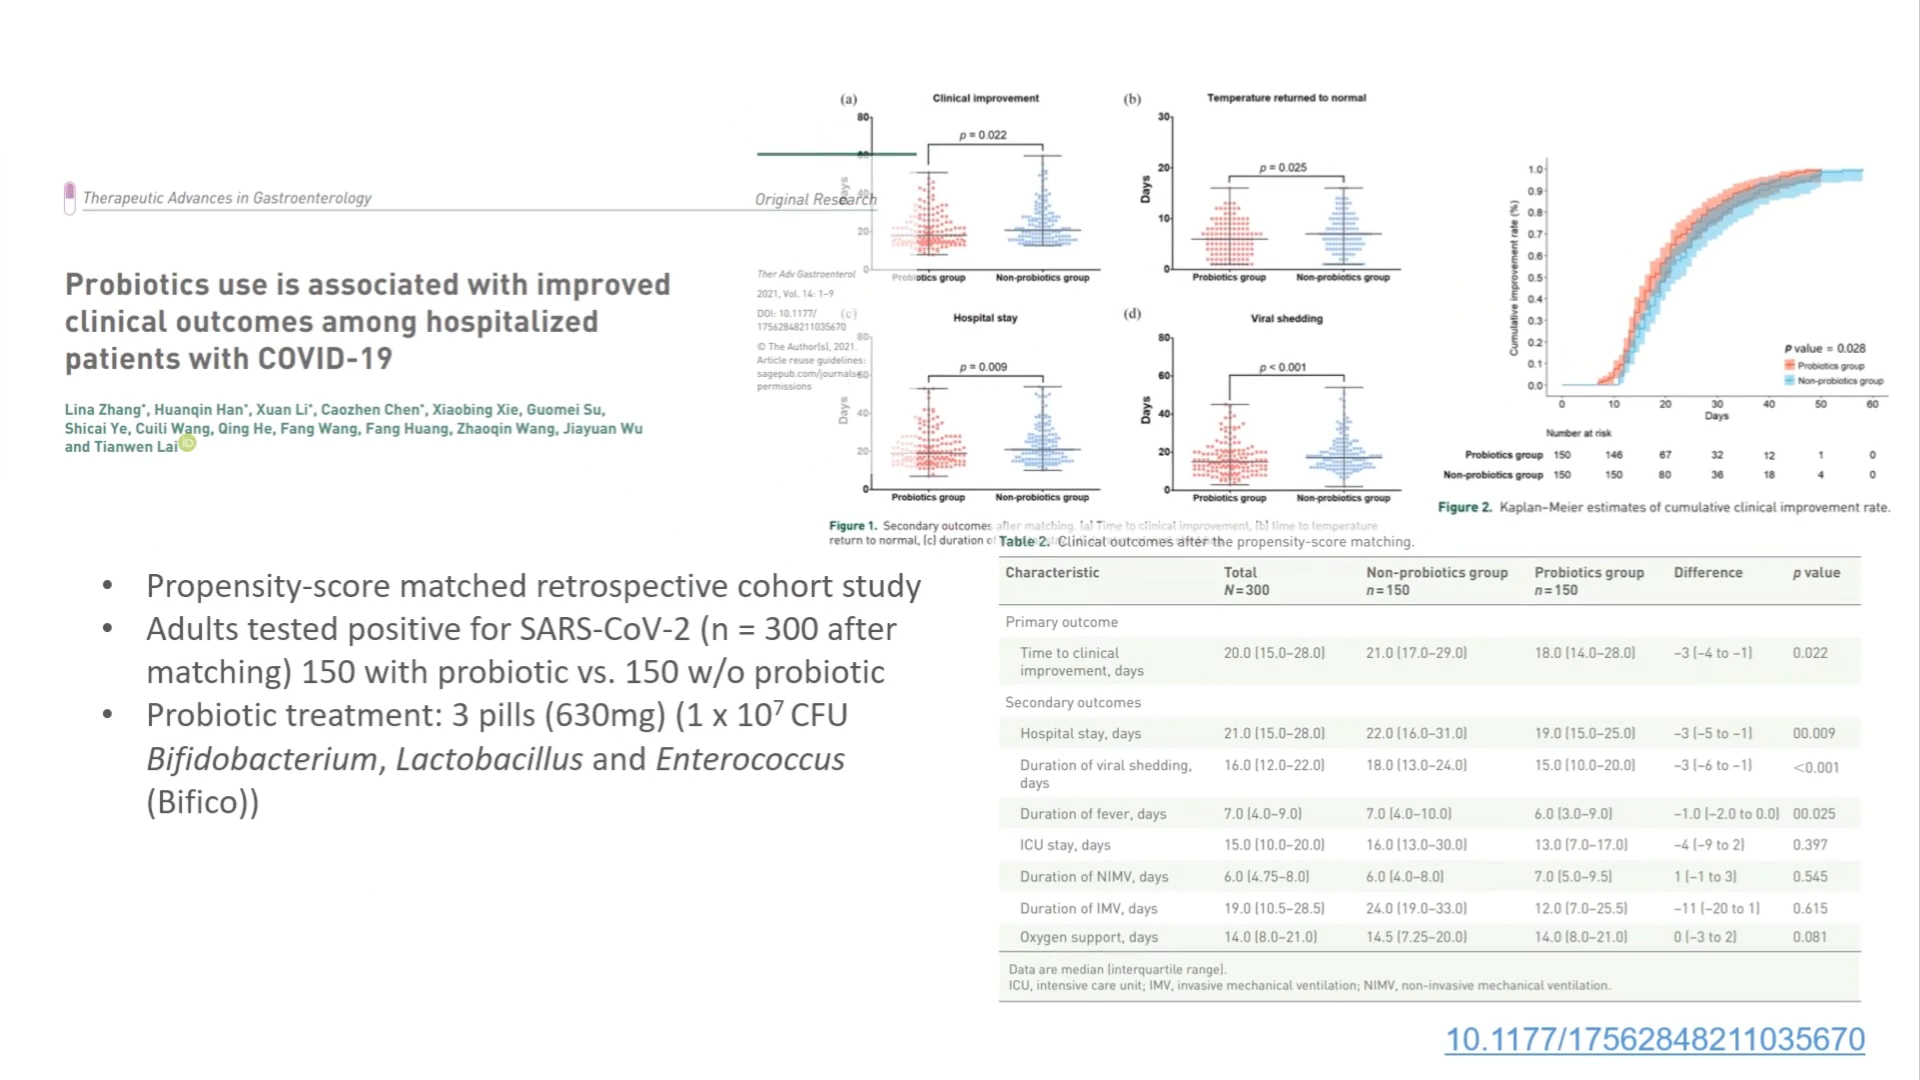 Therapeutic Advances in Gastroenterology
Original Research
Probiotics use is associated with improved
clinical outcomes among hospitalized
patients with COVID-19
Lina Zhang*, Huanqin Han*, Xuan Li*, Caozhen Chen*, Xiaobing Xie, Guomei Su,
Shicai Ye, Cuili Wang, Qing He, Fang Wang, Fang Huang, Zhaoqin Wang, Jiayuan Wu
and Tianwen Lai iD
Ther Adv Gastroenterol
2021, Vol. 14: 1–9
DOI: 10.1177/
17562848211035670
© The Author(s), 2021.
Article reuse guidelines:
sagepub.com/journals-
permissions
(a) Clinical improvement
80
60
40
20
0
Days
p = 0.022
Probiotics group Non-probiotics group
(b) Temperature returned to normal
30
20
10
0
Days
p = 0.025
Probiotics group Non-probiotics group
(c) Hospital stay
80
60
40
20
0
Days
p = 0.009
Probiotics group Non-probiotics group
(d) Viral shedding
80
60
40
20
0
Days
p < 0.001
Probiotics group Non-probiotics group
Figure 1. Secondary outcomes after matching. (a) Time to clinical improvement, (b) time to temperature
return to normal, (c) duration of
Cumulative improvement rate (%)
1.0
0.9
0.8
0.7
0.6
0.5
0.4
0.3
0.2
0.1
0.0
P value = 0.028
Probiotics group
Non-probiotics group
0 10 20 30 40 50 60
Days
Number at risk
Probiotics group 150 146 67 32 12 1 0
Non-probiotics group 150 150 80 36 18 4 0
Figure 2. Kaplan–Meier estimates of cumulative clinical improvement rate.
• Propensity-score matched retrospective cohort study
• Adults tested positive for SARS-CoV-2 (n = 300 after
matching) 150 with probiotic vs. 150 w/o probiotic
• Probiotic treatment: 3 pills (630mg) (1 x 10⁷ CFU
Bifidobacterium, Lactobacillus and Enterococcus
(Bifico))
Table 2. Clinical outcomes after the propensity-score matching.
Characteristic Total Non-probiotics group Probiotics group Difference p value
N=300 n=150 n=150
Primary outcome
Time to clinical 20.0 (15.0–28.0) 21.0 (17.0–29.0) 18.0 (14.0–28.0) −3 (−4 to −1) 0.022
improvement, days
Secondary outcomes
Hospital stay, days 21.0 (15.0–28.0) 22.0 (16.0–31.0) 19.0 (15.0–25.0) −3 (−5 to −1) 00.009
Duration of viral shedding, 16.0 (12.0–22.0) 18.0 (13.0–24.0) 15.0 (10.0–20.0) −3 (−6 to −1) <0.001
days
Duration of fever, days 7.0 (4.0–9.0) 7.0 (4.0–10.0) 6.0 (3.0–9.0) −1.0 (−2.0 to 0.0) 00.025
ICU stay, days 15.0 (10.0–20.0) 16.0 (13.0–30.0) 13.0 (7.0–17.0) −4 (−9 to 2) 0.397
Duration of NIMV, days 6.0 (4.75–8.0) 6.0 (4.0–8.0) 7.0 (5.0–9.5) 1 (−1 to 3) 0.545
Duration of IMV, days 19.0 (10.5–28.5) 24.0 (19.0–33.0) 12.0 (7.0–25.5) −11 (−20 to 1) 0.615
Oxygen support, days 14.0 (8.0–21.0) 14.5 (7.25–20.0) 14.0 (8.0–21.0) 0 (−3 to 2) 0.081
Data are median (interquartile range).
ICU, intensive care unit; IMV, invasive mechanical ventilation; NIMV, non-invasive mechanical ventilation.
10.1177/17562848211035670